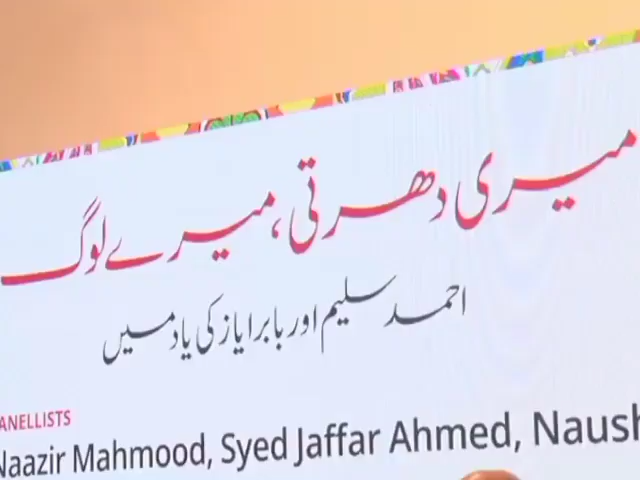 میری دھرتی، میرے لوگ
احمد سلیم اور بابر ایاز کی یاد میں
ANELLISTS
Naazir Mahmood, Syed Jaffar Ahmed, Naush